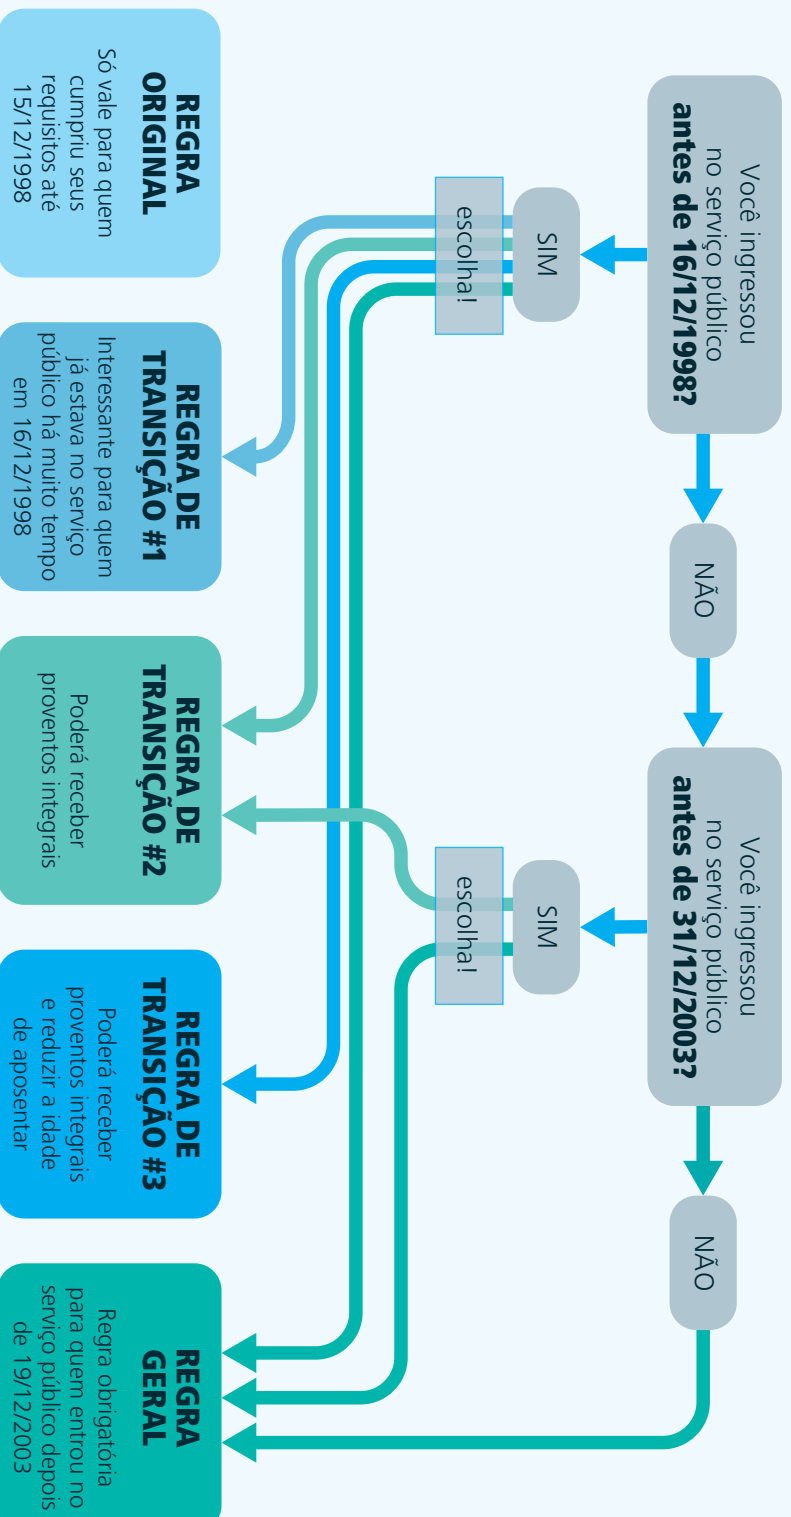 Você ingressou
no serviço público
antes de 16/12/1998?
NÃO
Você ingressou
no serviço público
antes de 31/12/2003?
NÃO
SIM
escolha!
SIM
escolha!
REGRA
ORIGINAL
Só vale para quem
cumpriu seus
requisitos até
15/12/1998
REGRA DE
TRANSIÇÃO #1
Interessante para quem
já estava no serviço
público há muito tempo
em 16/12/1998
REGRA DE
TRANSIÇÃO #2
Poderá receber
proventos integrais
REGRA DE
TRANSIÇÃO #3
Poderá receber
proventos integrais
e reduzir a idade
de aposentar
REGRA
GERAL
Regra obrigatória
para quem entrou no
serviço público depois
de 19/12/2003